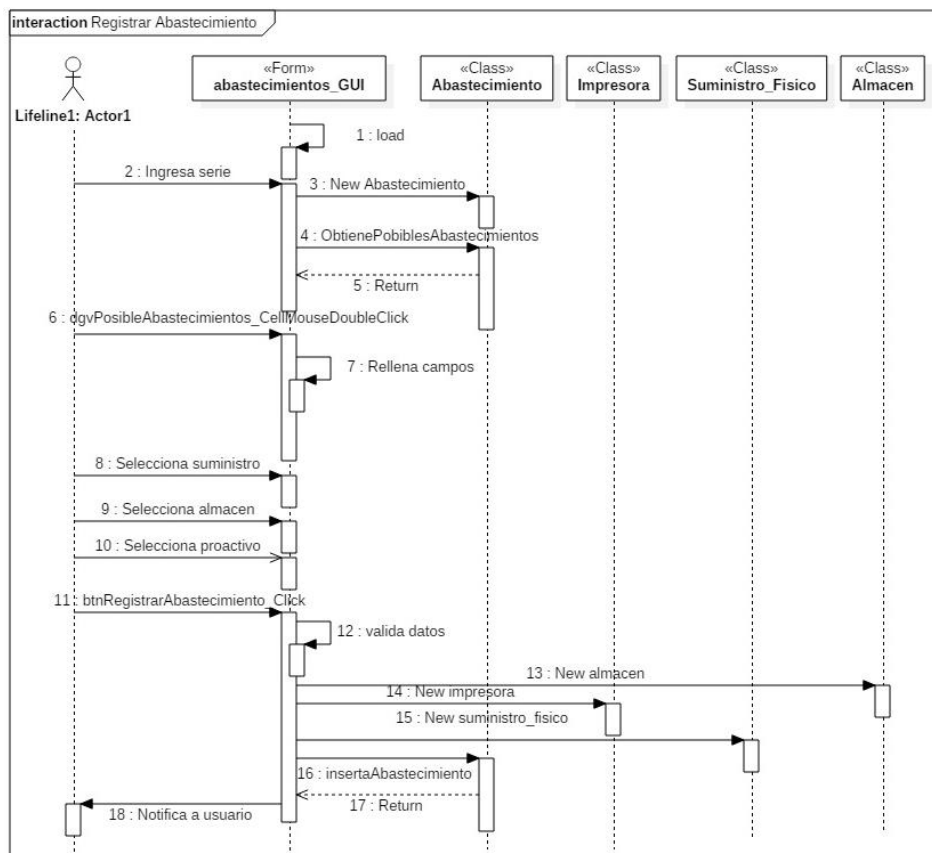 interaction Registrar Abastecimiento
«Form»
abastecimientos_GUI
«Class»
Abastecimiento
«Class»
Impresora
«Class»
Suministro_Fisico
«Class»
Almacen
Lifeline1: Actor1
1 : load
2 : Ingresa serie
3 : New Abastecimiento
4 : ObtienePobiblesAbastecimientos
5 : Return
6 : dgvPosibleAbastecimientos_CellMouseDoubleClick
7 : Rellena campos
8 : Selecciona suministro
9 : Selecciona almacen
10 : Selecciona proactivo
11 : btnRegistrarAbastecimiento_Click
12 : valida datos
13 : New almacen
14 : New impresora
15 : New suministro_fisico
16 : insertaAbastecimiento
17 : Return
18 : Notifica a usuario